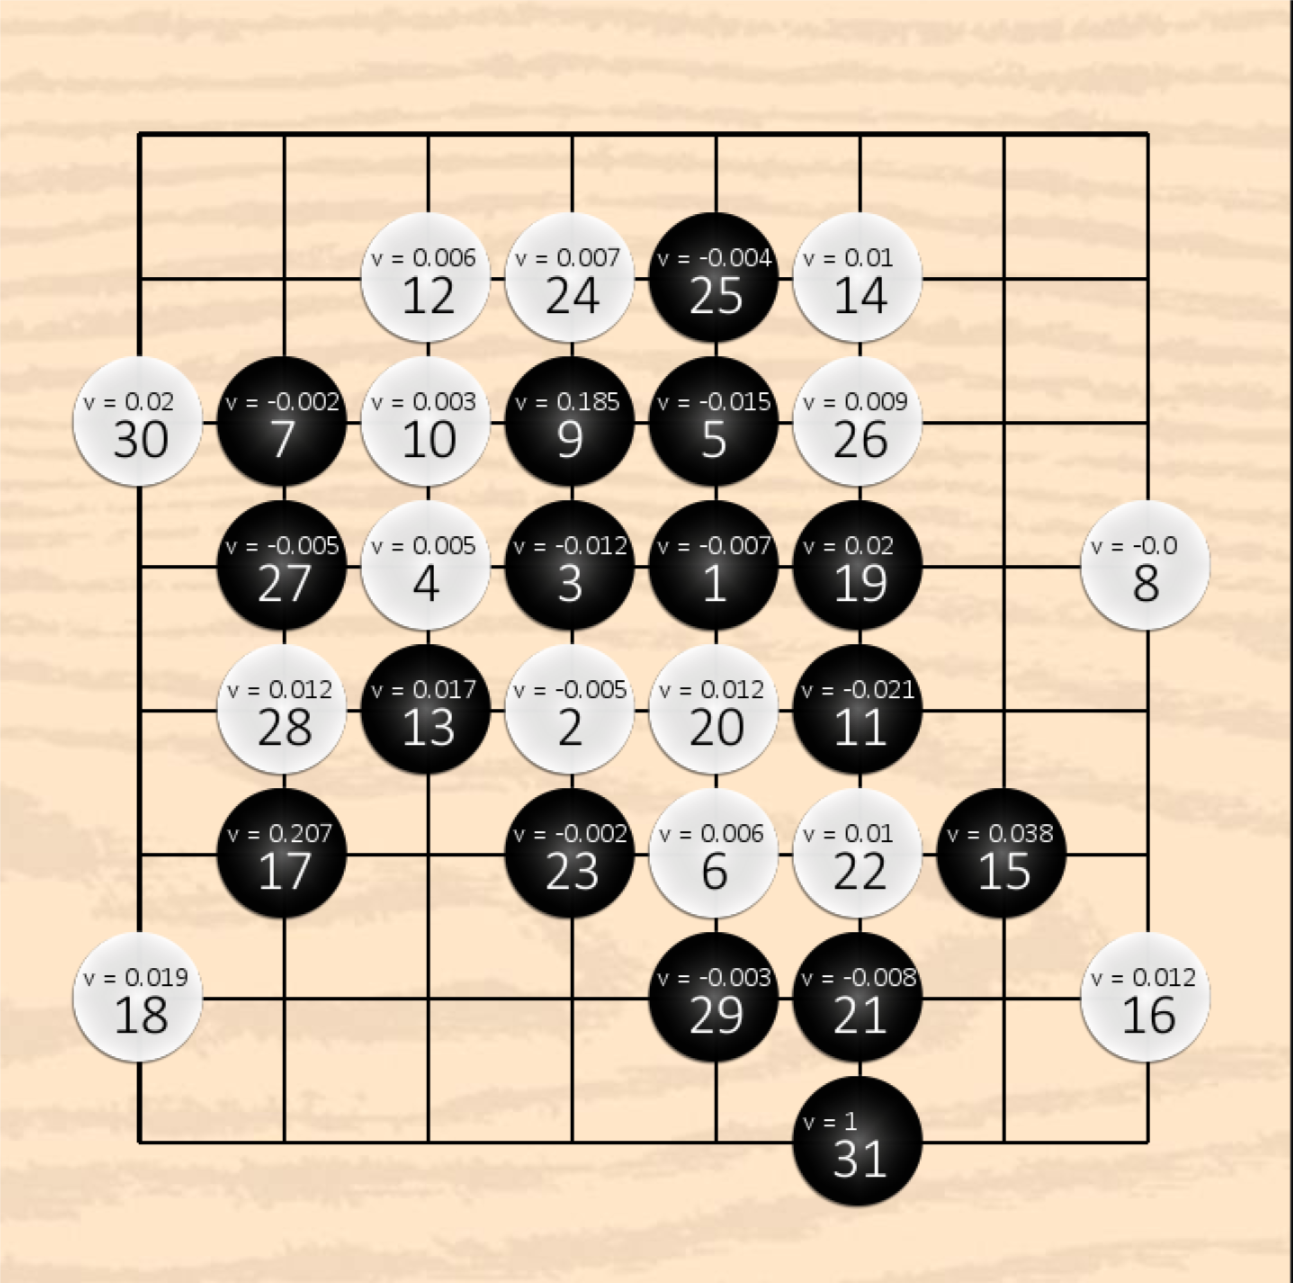 v = 0.006
12
v = 0.007
24
v = -0.004
25
v = 0.01
14
v = 0.02
30
v = -0.002
7
v = 0.003
10
v = 0.185
9
v = -0.015
5
v = 0.009
26
v = -0.005
27
v = 0.005
4
v = -0.012
3
v = -0.007
1
v = 0.02
19
v = -0.0
8
v = 0.012
28
v = 0.017
13
v = -0.005
2
v = 0.012
20
v = -0.021
11
v = 0.207
17
v = -0.002
23
v = 0.006
6
v = 0.01
22
v = 0.038
15
v = 0.019
18
v = -0.003
29
v = -0.008
21
v = 0.012
16
v = 1
31